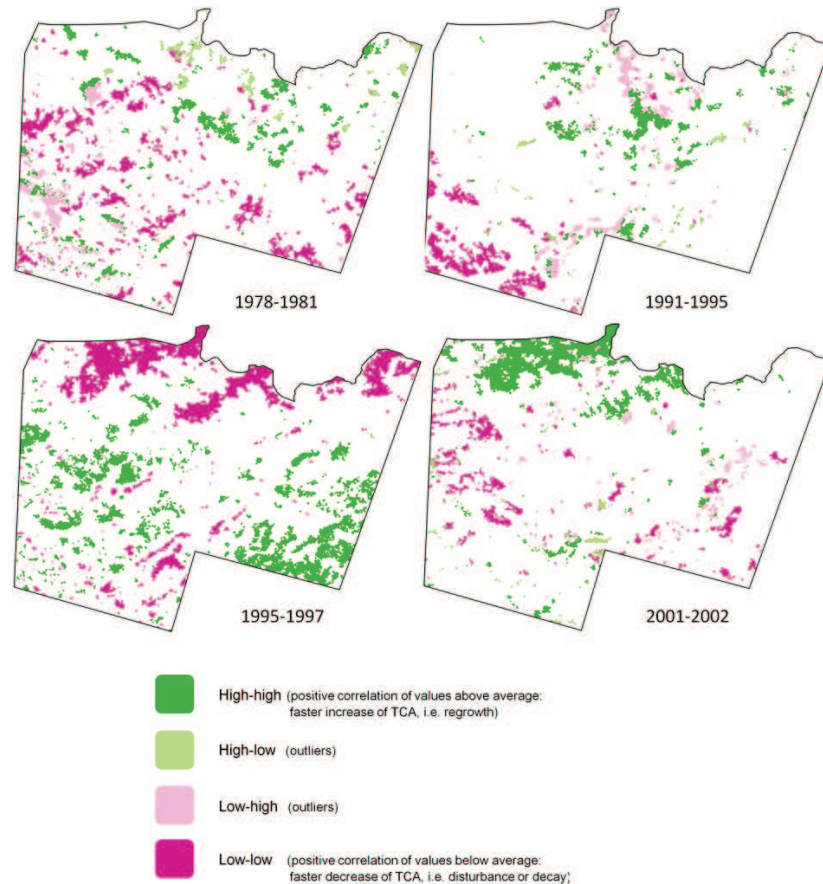 1978-1981
1991-1995
1995-1997
2001-2002
High-high (positive correlation of values above average:
faster increase of TCA, i.e. regrowth)
High-low (outliers)
Low-high (outliers)
Low-low (positive correlation of values below average:
faster decrease of TCA, i.e. disturbance or decay)